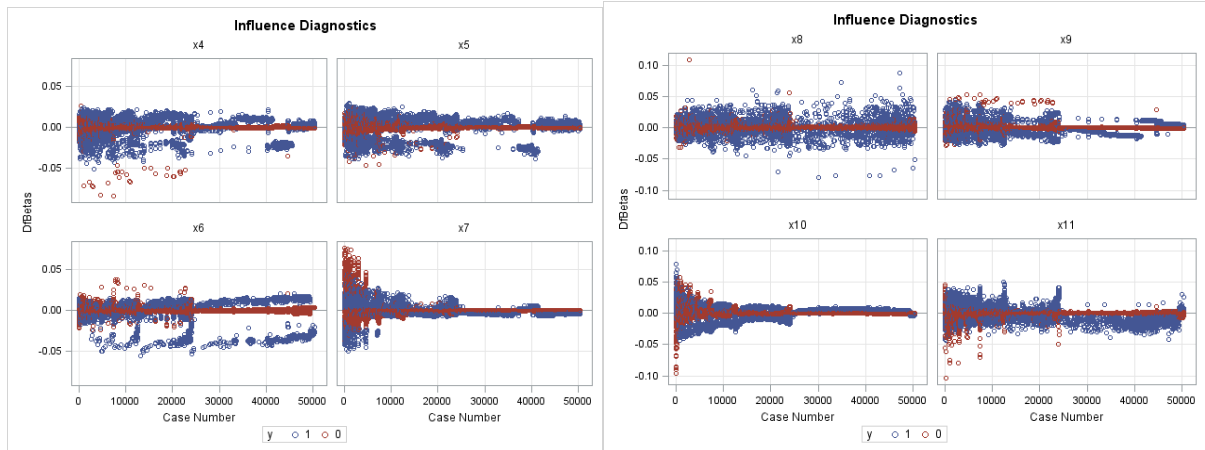 Influence Diagnostics
x4 x5
0.05
0.00
-0.05
x6 x7
0.05
0.00
-0.05
DfBetas
0 10000 20000 30000 40000 50000 0 10000 20000 30000 40000 50000
Case Number Case Number
y 1 0
Influence Diagnostics
x8 x9
0.10
0.05
0.00
-0.05
-0.10
x10 x11
0.10
0.05
0.00
-0.05
-0.10
DfBetas
0 10000 20000 30000 40000 50000 0 10000 20000 30000 40000 50000
Case Number Case Number
y 1 0